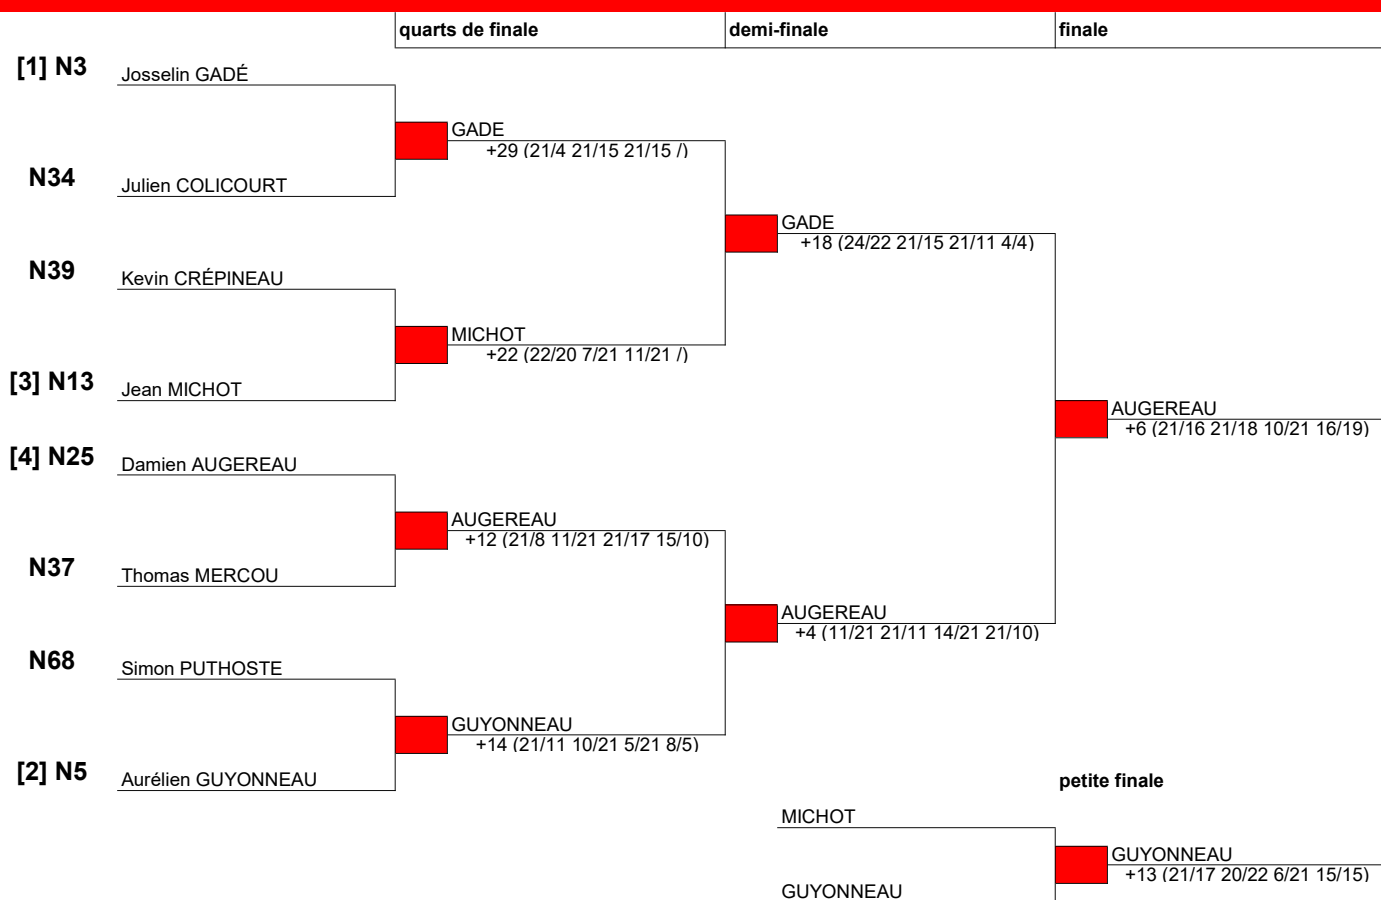 quarts de finale demi-finale finale
[1] N3 Josselin GADÉ
GADE
+29 (21/4 21/15 21/15 /)
N34 Julien COLICOURT
GADE
+18 (24/22 21/15 21/11 4/4)
N39 Kevin CRÉPINEAU
MICHOT
+22 (22/20 7/21 11/21 /)
[3] N13 Jean MICHOT
AUGEREAU
+6 (21/16 21/18 10/21 16/19)
[4] N25 Damien AUGEREAU
AUGEREAU
+12 (21/8 11/21 21/17 15/10)
N37 Thomas MERCOU
AUGEREAU
+4 (11/21 21/11 14/21 21/10)
N68 Simon PUTHOSTE
GUYONNEAU
+14 (21/11 10/21 5/21 8/5)
[2] N5 Aurélien GUYONNEAU
petite finale
MICHOT
GUYONNEAU
+13 (21/17 20/22 6/21 15/15)
GUYONNEAU